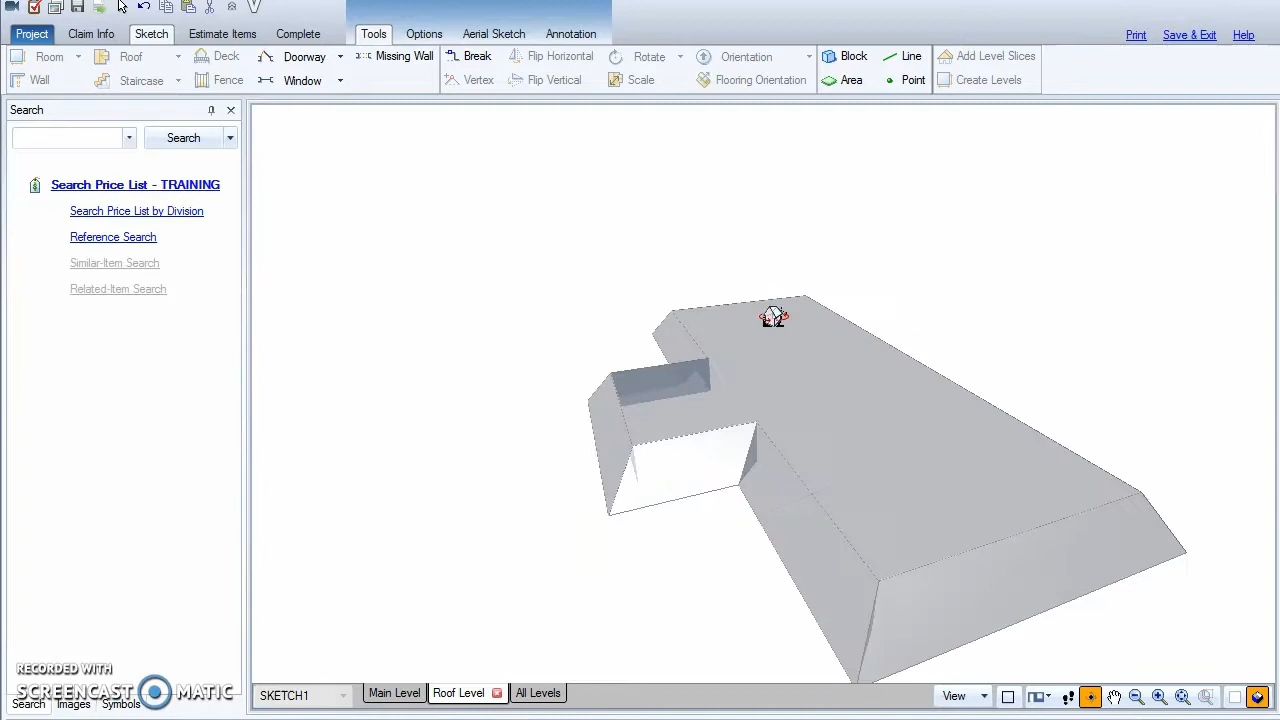 Project Claim Info Sketch Estimate Items Complete Tools Options Aerial Sketch Annotation Print Save & Exit Help
Room Roof Deck Doorway Missing Wall Break Flip Horizontal Rotate Orientation Block Line Add Level Slices
Wall Staircase Fence Window Vertex Flip Vertical Scale Flooring Orientation Area Point Create Levels
Search
Search
Search Price List - TRAINING
Search Price List by Division
Reference Search
Similar-Item Search
Related-Item Search
RECORDED WITH
SCREENCAST MATIC
Search Images Symbols
SKETCH1 Main Level Roof Level All Levels View